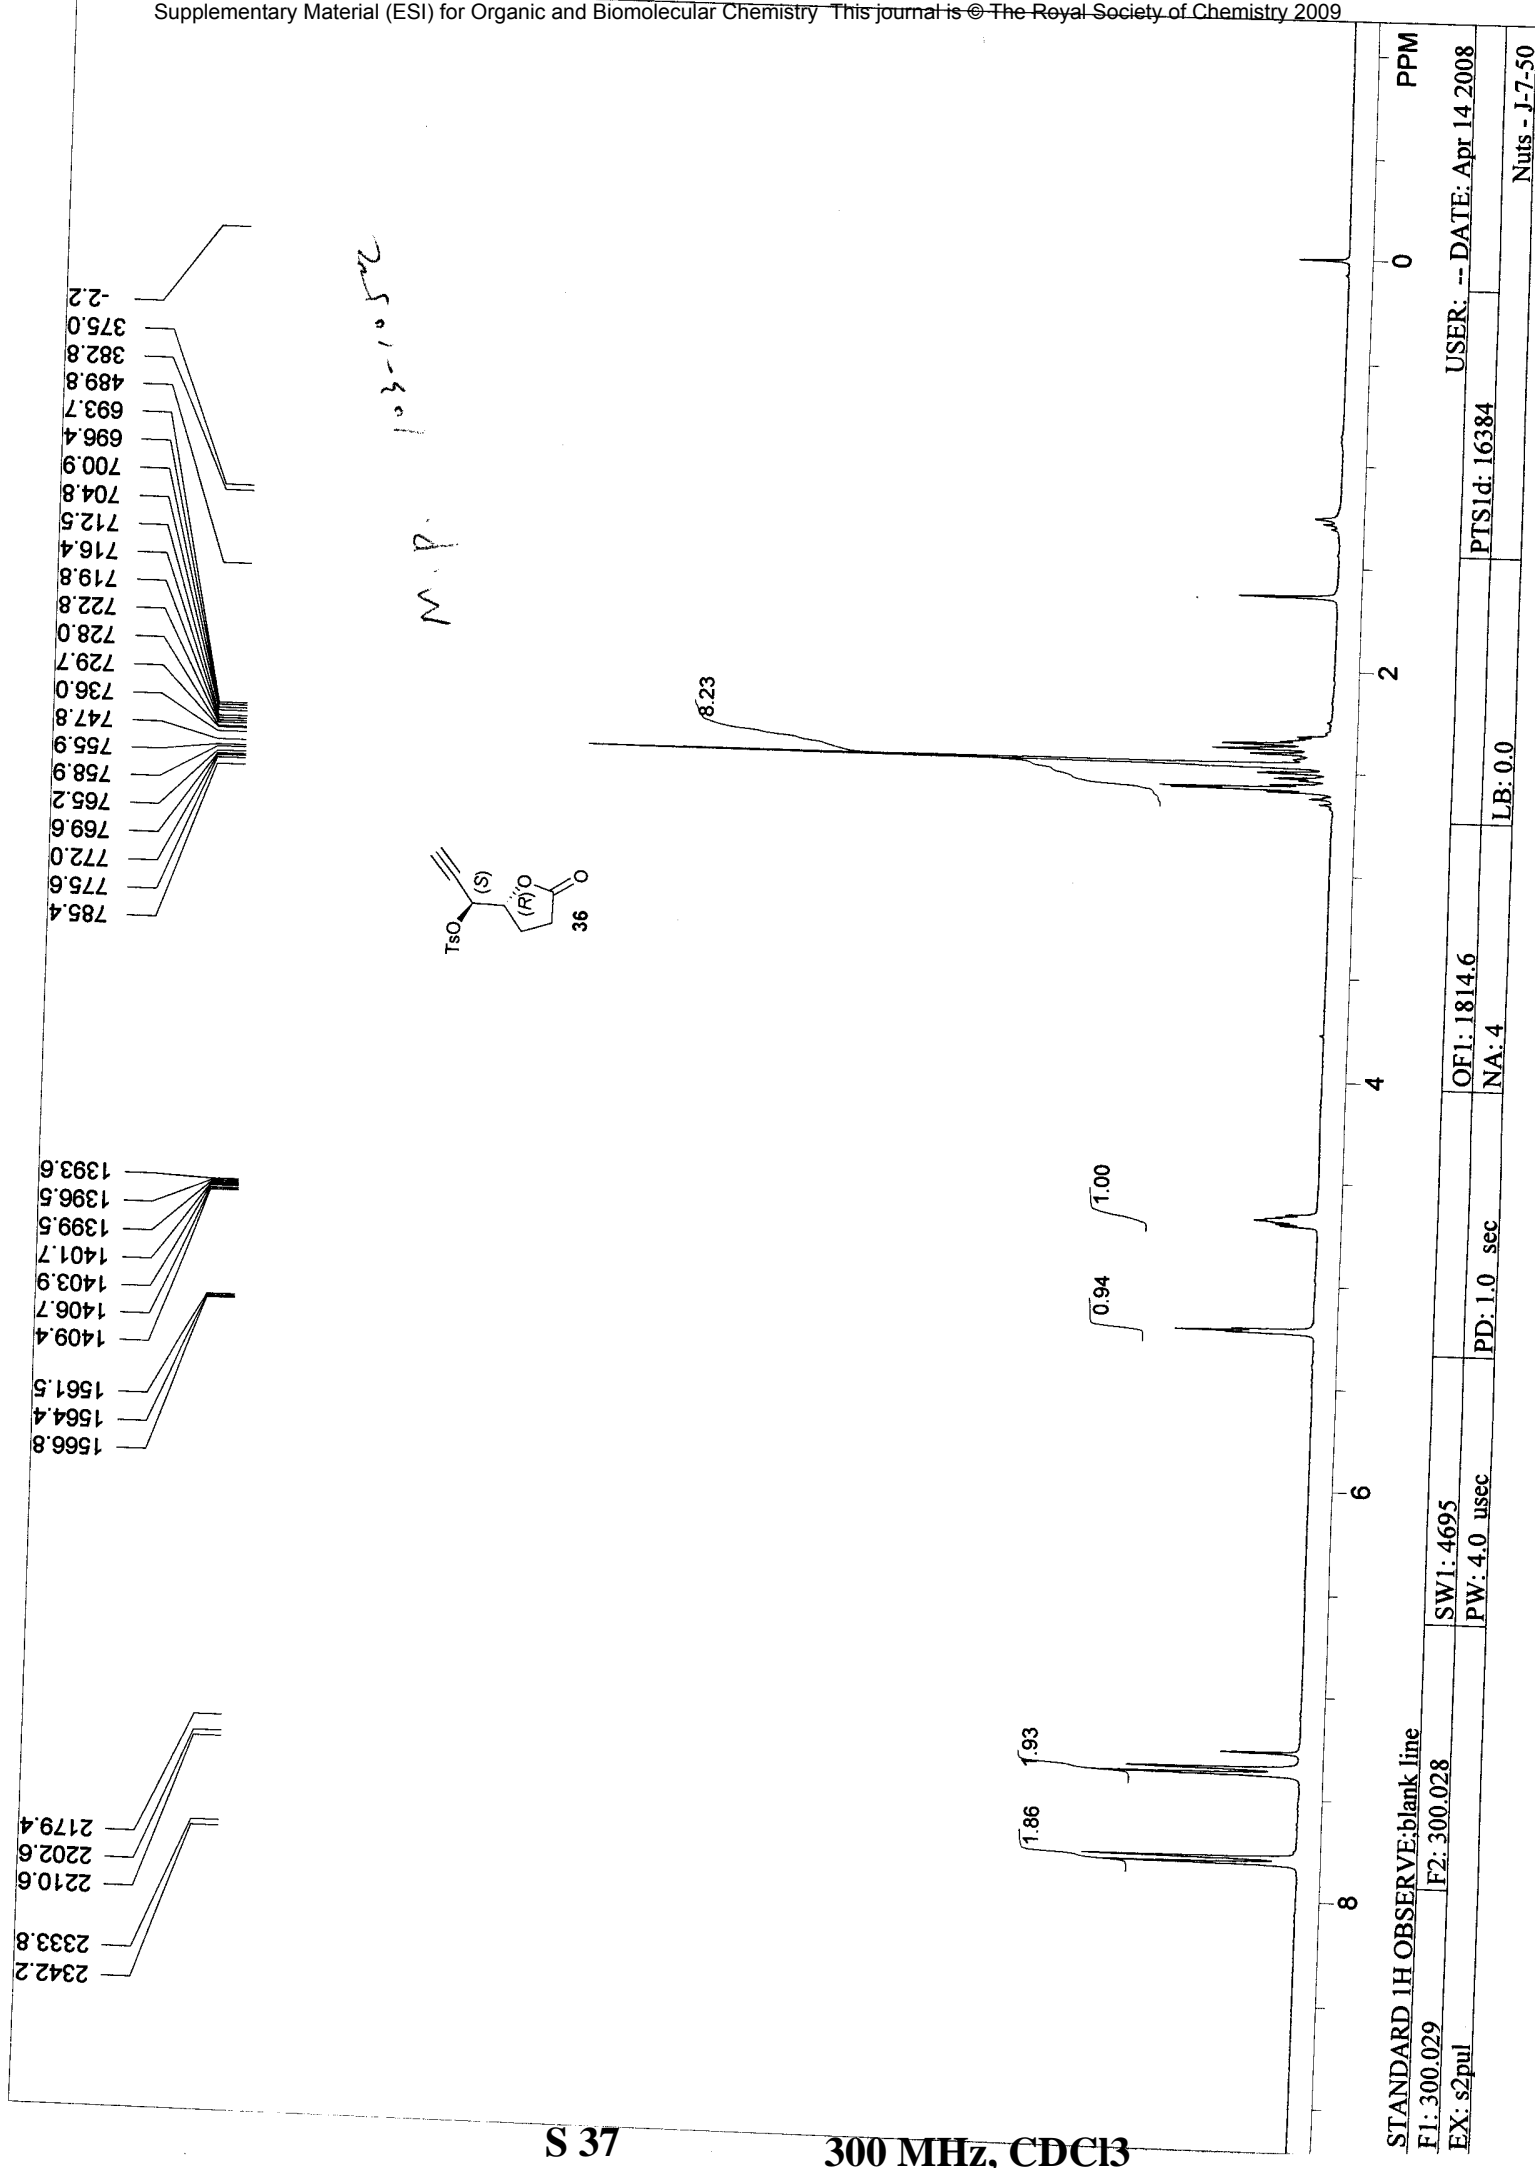 Supplementary Material (ESI) for Organic and Biomolecular Chemistry This journal is © The Royal Society of Chemistry 2009
-2.2
375.0
382.8
489.8
693.7
696.4
700.9
704.8
712.5
716.4
719.8
722.8
728.0
729.7
736.0
747.8
755.9
758.9
765.2
769.6
772.0
775.6
785.4
1393.6
1396.5
1399.5
1401.7
1403.9
1406.7
1409.4
1561.5
1564.4
1566.8
2179.4
2202.6
2210.6
2333.8
2342.2
M.p.
TsO
(S)
(R)
O
O
36
8.23
1.00
0.94
1.93
1.86
8
6
4
2
0
PPM
STANDARD 1H OBSERVE;blank line
USER: -- DATE: Apr 14 2008
F1: 300.029
F2: 300.028
SW1: 4695
OF1: 1814.6
PTS1d: 16384
EX: s2pul
PW: 4.0 usec
PD: 1.0 sec
NA: 4
LB: 0.0
Nuts - J-7-50
S 37
300 MHz, CDCl3